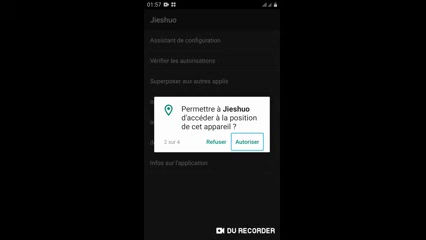 01:57
Jieshuo
Assistant de configuration
Vérifier les autorisations
Superposer aux autres applis
Permettre à Jieshuo
d'accéder à la position
de cet appareil ?
2 sur 4
Refuser
Autoriser
Infos sur l'application
DU RECORDER